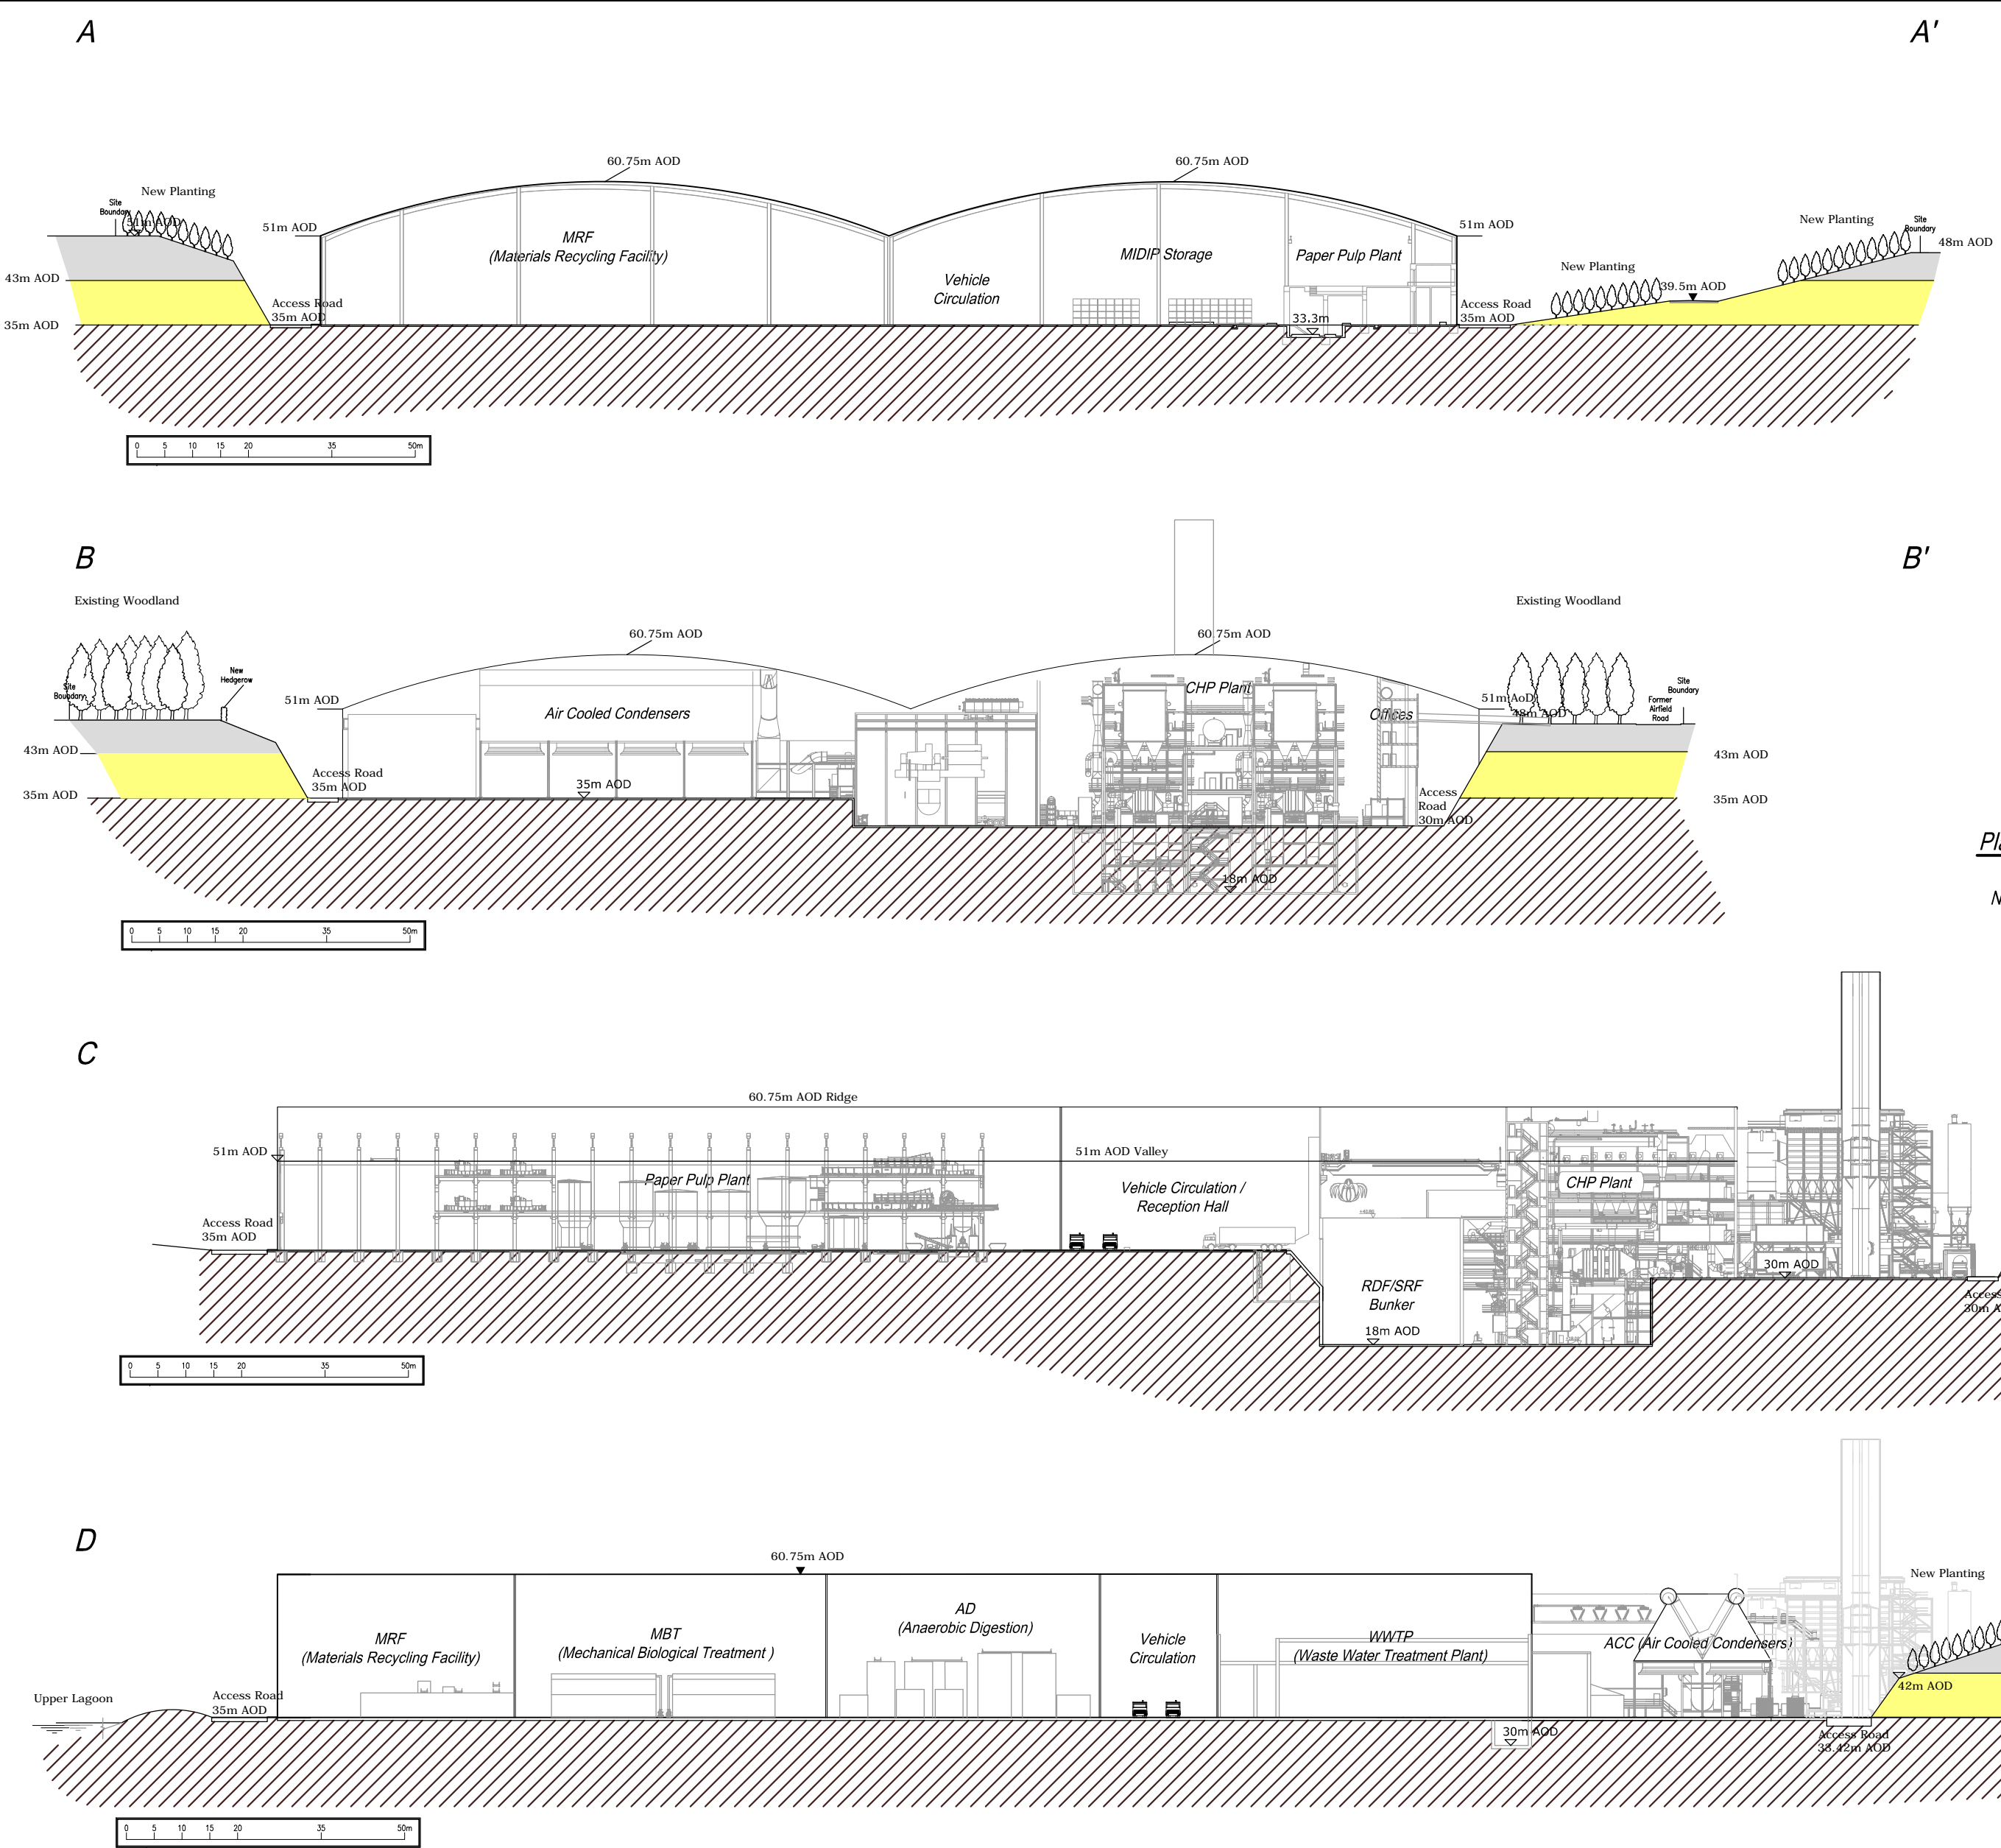 A
A'
60.75m AOD
60.75m AOD
New Planting
Site
Boundary
51m AOD
51m AOD
MRF
(Materials Recycling Facility)
Vehicle
Circulation
MIDIP Storage
Paper Pulp Plant
51m AOD
New Planting
Site
Boundary
48m AOD
New Planting
39.5m AOD
43m AOD
35m AOD
Access Road
35m AOD
33.3m
Access Road
35m AOD
0 5 10 15 20 35 50m
B
B'
Existing Woodland
Existing Woodland
60.75m AOD
60.75m AOD
Site
Boundary
New
Hedgerow
51m AOD
Air Cooled Condensers
CHP Plant
Offices
51m AoD
48m AOD
Former
Airfield
Road
Site
Boundary
43m AOD
35m AOD
Access Road
35m AOD
35m AOD
Access
Road
30m AOD
43m AOD
35m AOD
18m AOD
Pla
N
0 5 10 15 20 35 50m
C
60.75m AOD Ridge
51m AOD
51m AOD Valley
Paper Pulp Plant
Vehicle Circulation /
Reception Hall
CHP Plant
Access Road
35m AOD
RDF/SRF
Bunker
18m AOD
30m AOD
Access
30m A
0 5 10 15 20 35 50m
D
60.75m AOD
MRF
(Materials Recycling Facility)
MBT
(Mechanical Biological Treatment )
AD
(Anaerobic Digestion)
Vehicle
Circulation
WWTP
(Waste Water Treatment Plant)
ACC (Air Cooled Condensers)
New Planting
Upper Lagoon
Access Road
35m AOD
30m AOD
42m AOD
Access Road
33.42m AOD
0 5 10 15 20 35 50m